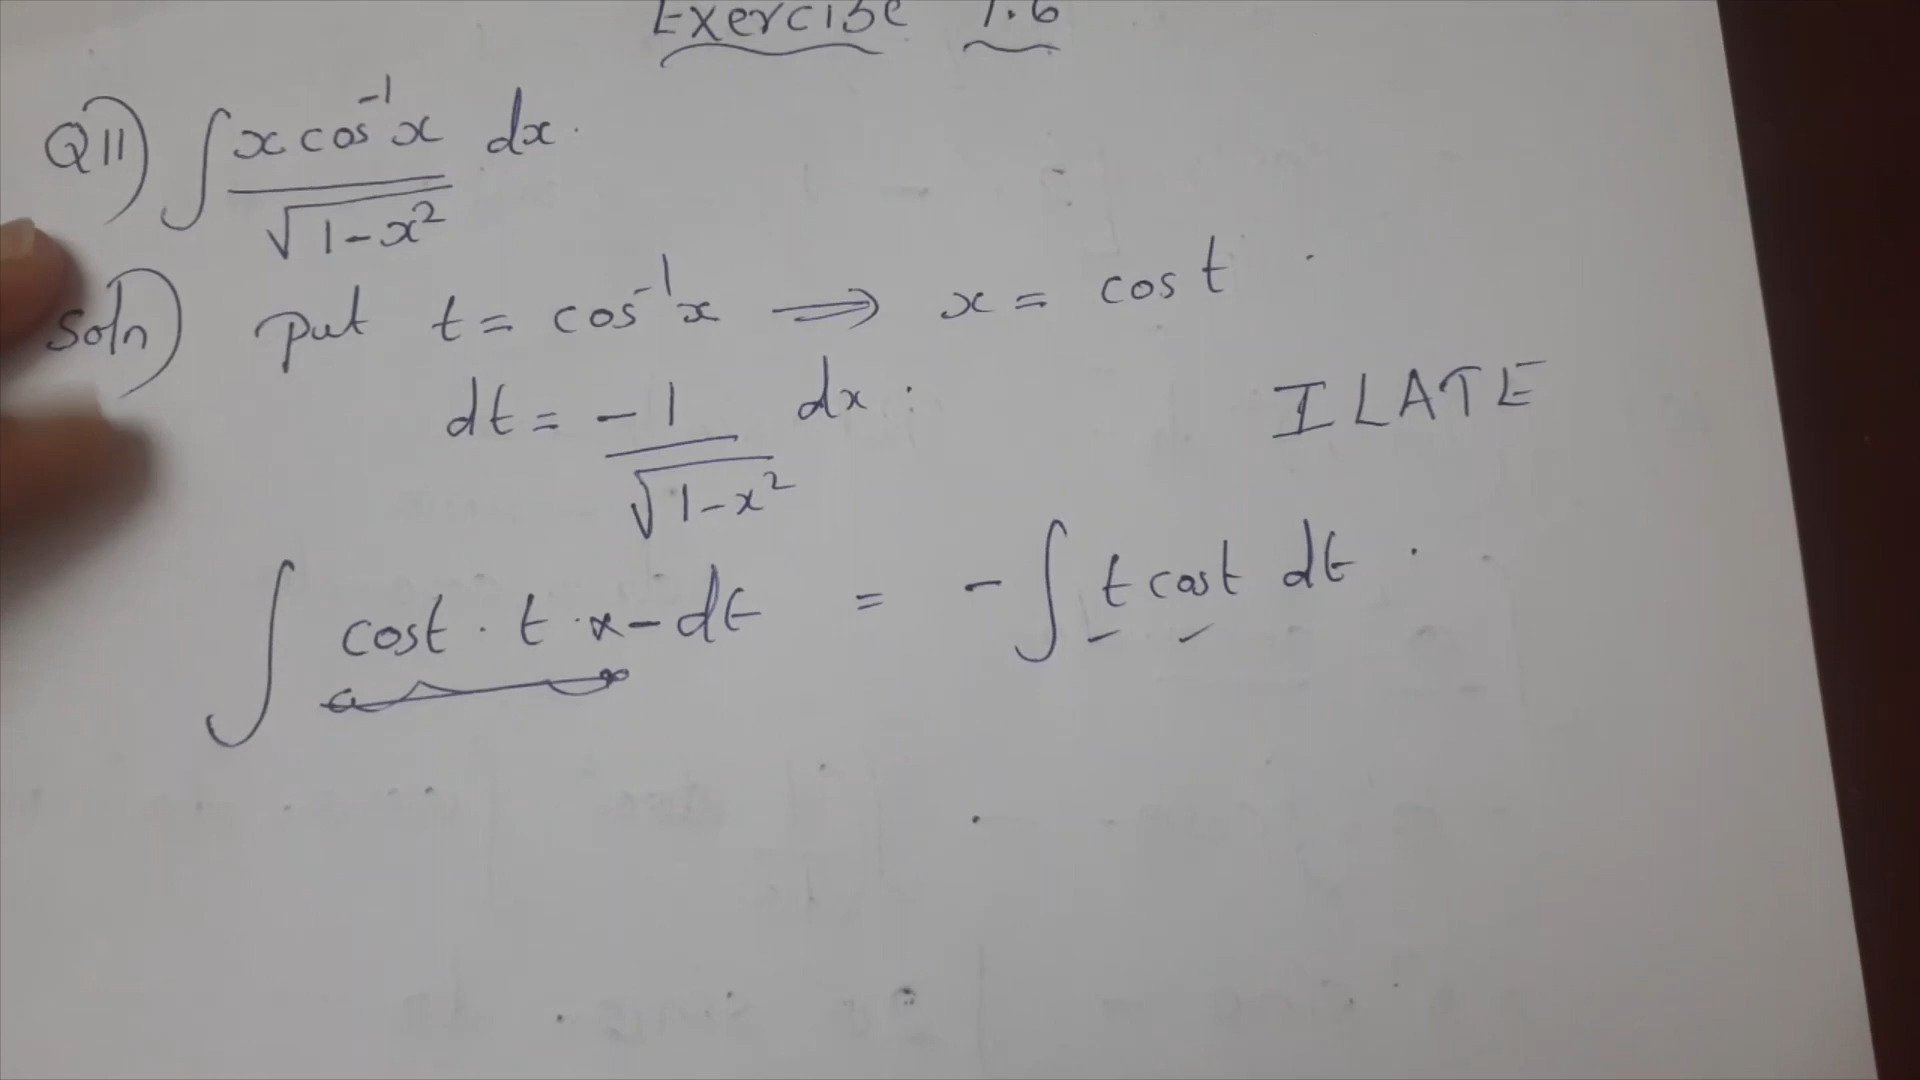 Exercise 7.6
Q11) ∫ x cos⁻¹x / √1-x² dx.
Soln) put t = cos⁻¹x ⟹ x = cos t
dt = -1 / √1-x² dx
ILATE
∫ cost · t × - dt = - ∫ t cost dt